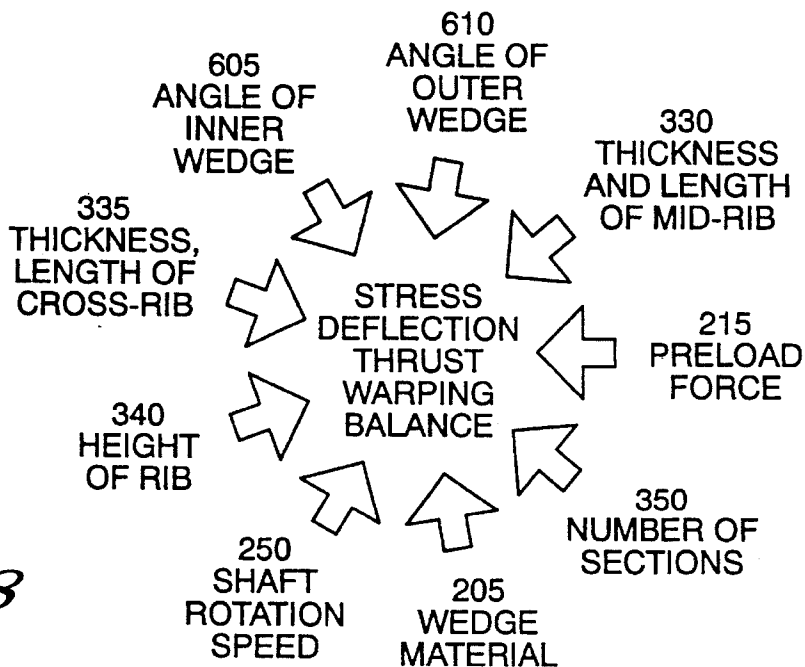 610
ANGLE OF
OUTER
WEDGE
605
ANGLE OF
INNER
WEDGE
330
THICKNESS
AND LENGTH
OF MID-RIB
335
THICKNESS,
LENGTH OF
CROSS-RIB
STRESS
DEFLECTION
THRUST
WARPING
BALANCE
215
PRELOAD
FORCE
340
HEIGHT
OF RIB
350
NUMBER OF
SECTIONS
250
SHAFT
ROTATION
SPEED
205
WEDGE
MATERIAL